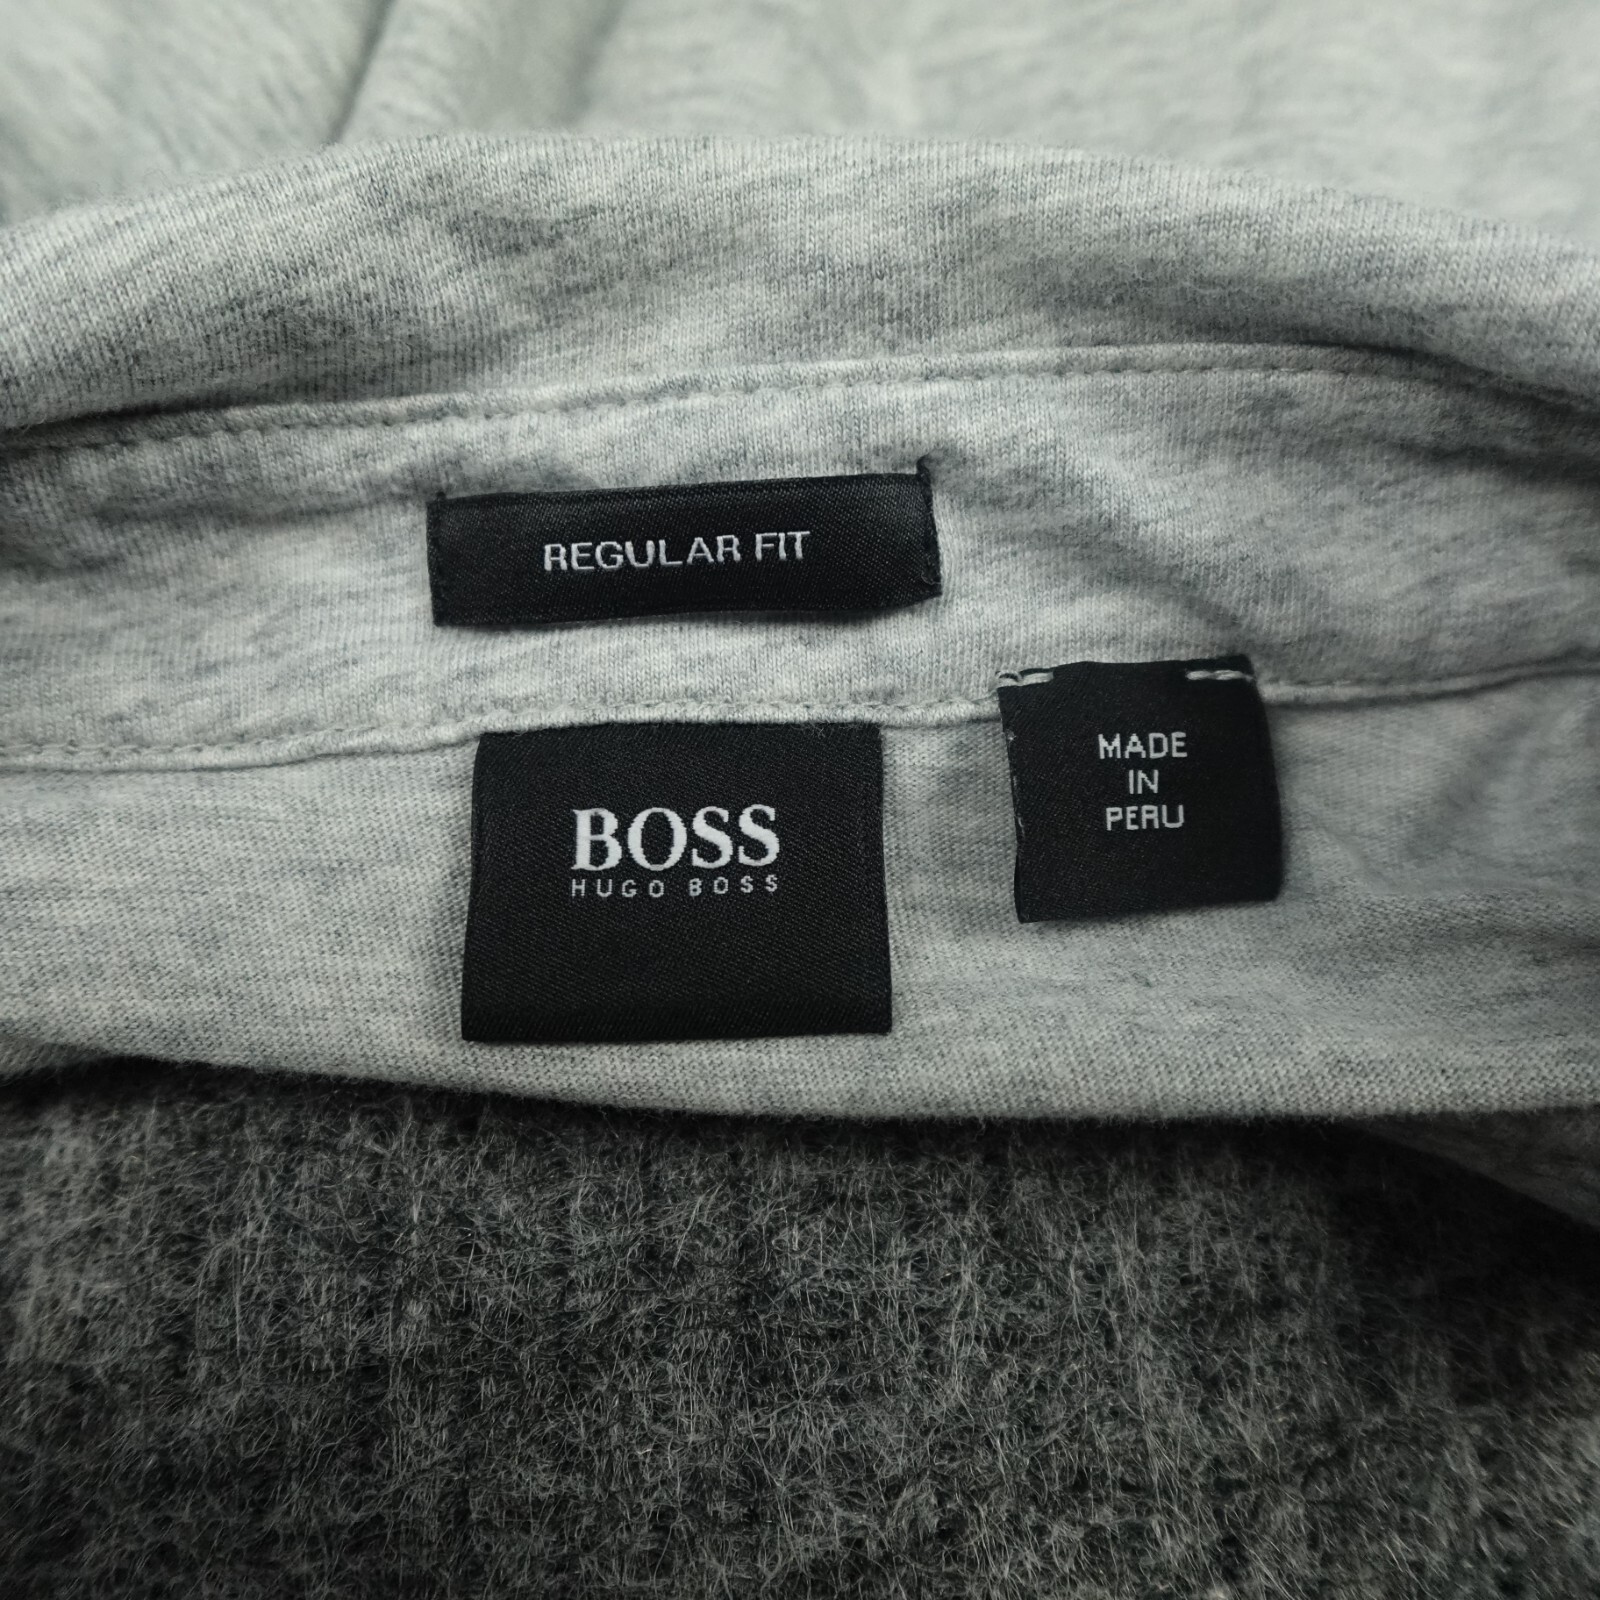 REGULAR FIT
BOSS
HUGO BOSS
MADE
IN
PERU